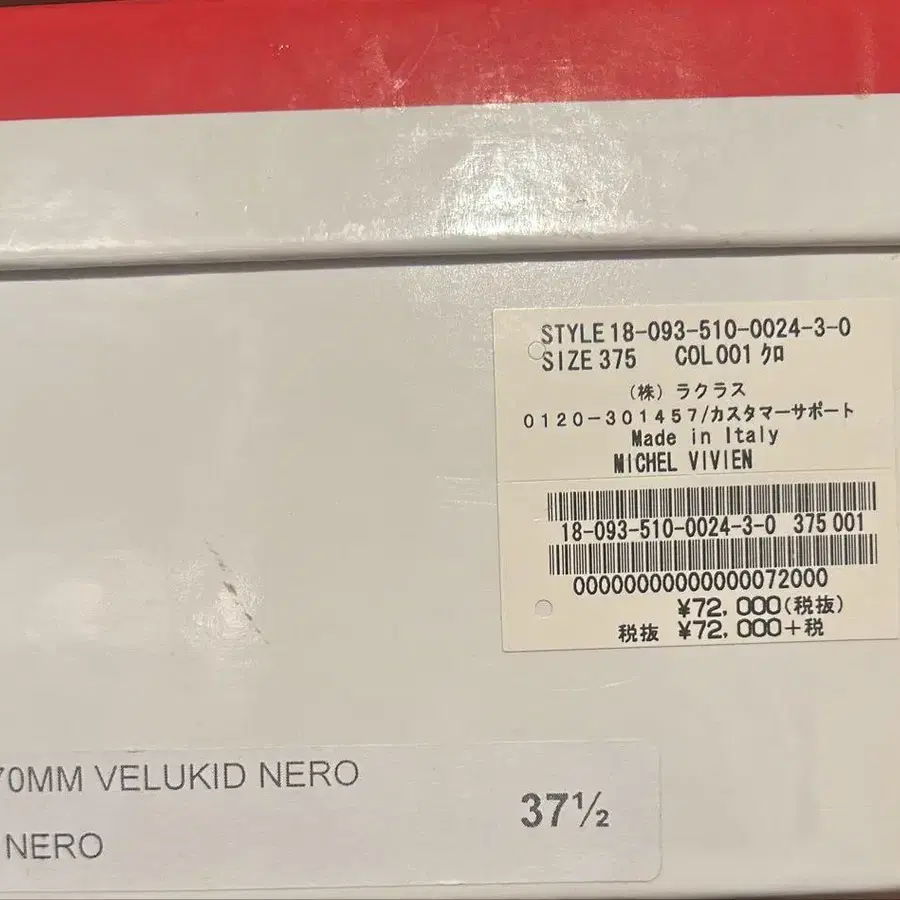 STYLE 18-093-510-0024-3-0
SIZE 375 COL 001 クロ
(株) ラクラス
0120-301457/カスタマーサポート
Made in Italy
MICHEL VIVIEN
18-093-510-0024-3-0 375 001
00000000000000072000
¥72,000(税抜)
税抜 ¥72,000+税
70MM VELUKID NERO
37½
NERO